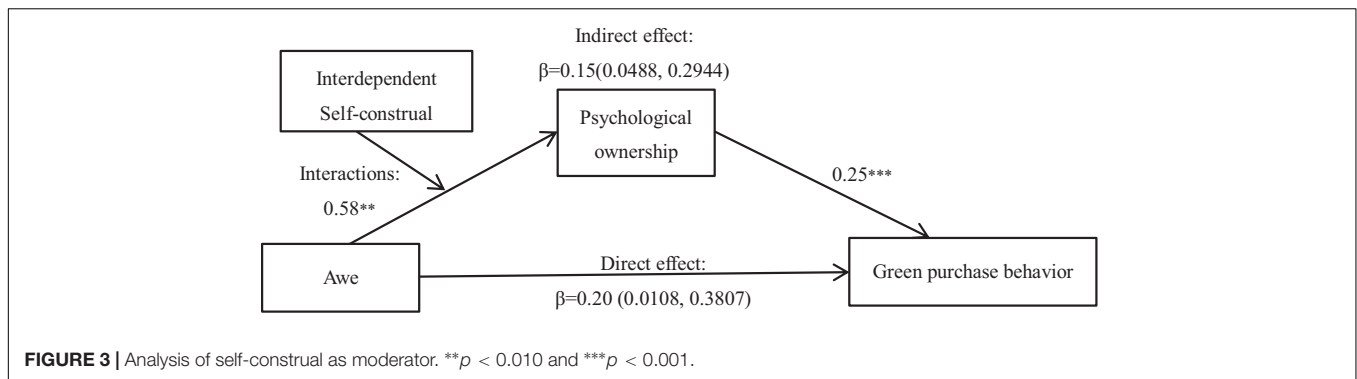 Indirect effect:
β=0.15(0.0488, 0.2944)
Interdependent
Self-construal
Psychological
ownership
Interactions:
0.58**
0.25***
Awe
Direct effect:
β=0.20 (0.0108, 0.3807)
Green purchase behavior
FIGURE 3 | Analysis of self-construal as moderator. **p < 0.010 and ***p < 0.001.